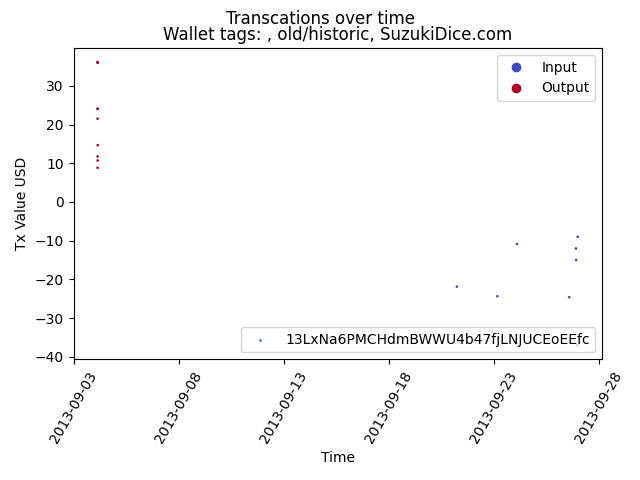 Transcations over time
Wallet tags: , old/historic, SuzukiDice.com
Input
Output
Tx Value USD
30
20
10
0
−10
−20
−30
−40
13LxNa6PMCHdmBWWU4b47fjLNJUCEoEEfc
2013-09-03
2013-09-08
2013-09-13
2013-09-18
2013-09-23
2013-09-28
Time